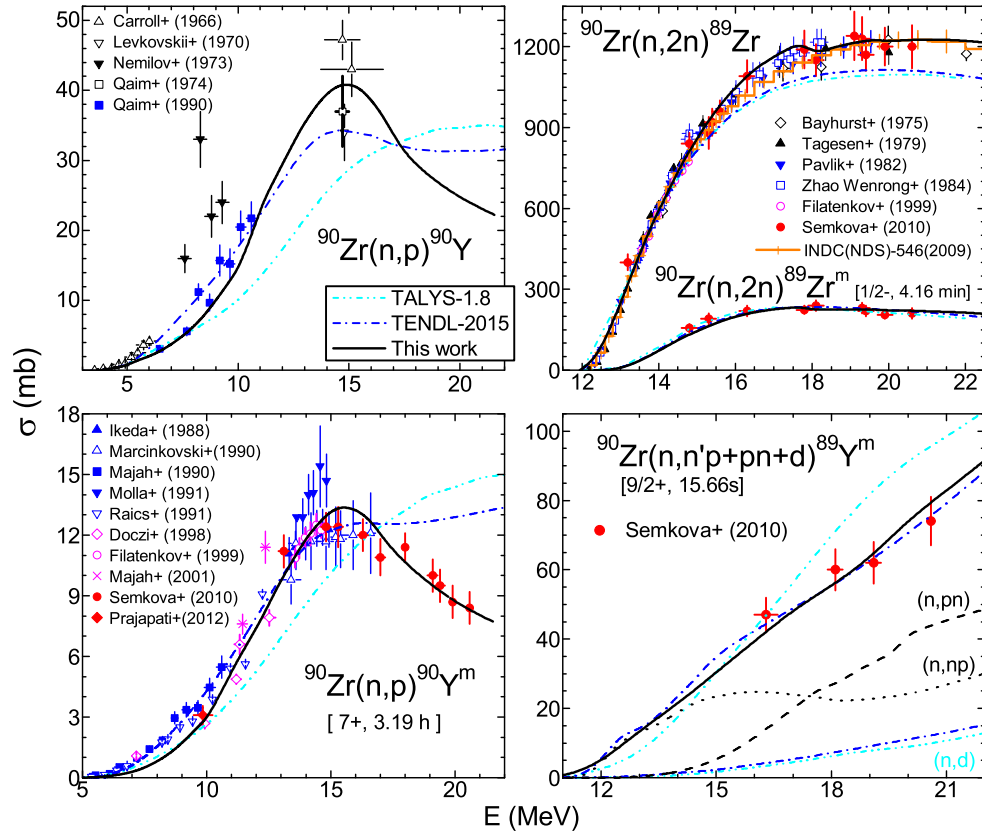 σ (mb)
E (MeV)
50
40
30
20
10
5
10
15
20
Carroll+ (1966)
Levkovskii+ (1970)
Nemilov+ (1973)
Qaim+ (1974)
Qaim+ (1990)
90Zr(n,p)90Y
TALYS-1.8
TENDL-2015
This work
1200
900
600
300
0
12
14
16
18
20
22
90Zr(n,2n)89Zr
Bayhurst+ (1975)
Tagesen+ (1979)
Pavlik+ (1982)
Zhao Wenrong+ (1984)
Filatenkov+ (1999)
Semkova+ (2010)
INDC(NDS)-546(2009)
90Zr(n,2n)89Zrm
[1/2-, 4.16 min]
18
15
12
9
6
3
0
5
10
15
20
Ikeda+ (1988)
Marcinkovski+(1990)
Majah+ (1990)
Molla+ (1991)
Raics+ (1991)
Doczi+ (1998)
Filatenkov+ (1999)
Majah+ (2001)
Semkova+ (2010)
Prajapati+(2012)
90Zr(n,p)90Ym
[ 7+, 3.19 h ]
100
80
60
40
20
0
12
15
18
21
90Zr(n,n'p+pn+d)89Ym
[9/2+, 15.66s]
Semkova+ (2010)
(n,pn)
(n,np)
(n,d)